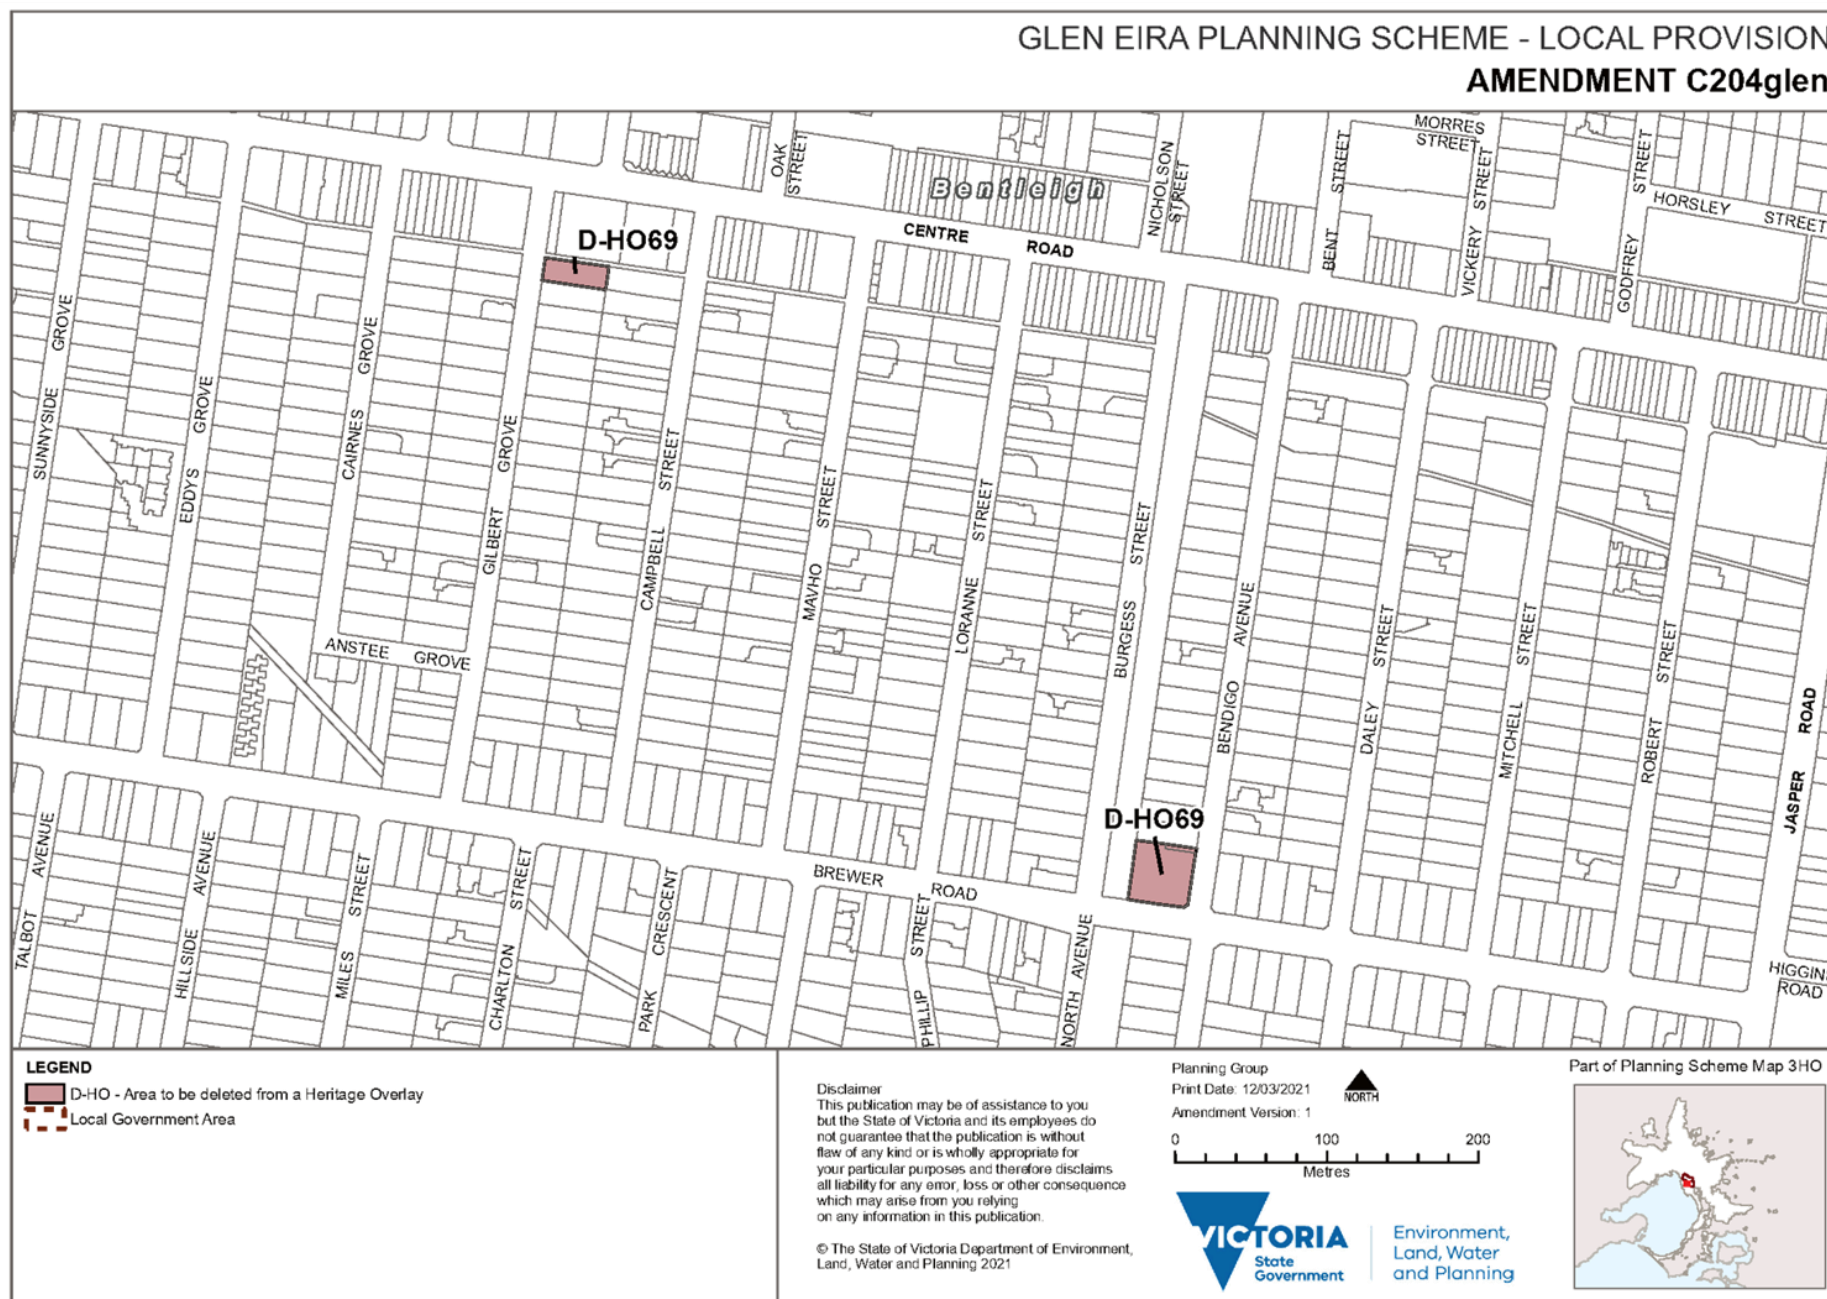 GLEN EIRA PLANNING SCHEME - LOCAL PROVISION
AMENDMENT C204glen
MORRES
STREET
OAK
STREET
NICHOLSON
STREET
BENT STREET
VICKERY STREET
GODFREY STREET
HORSLEY STREET
Bentleigh
CENTRE ROAD
D-HO69
SUNNYSIDE GROVE
EDDYS GROVE
CAIRNES GROVE
GILBERT GROVE
CAMPBELL STREET
MAVHO STREET
LORANNE STREET
BURGESS STREET
BENDIGO AVENUE
DALEY STREET
MITCHELL STREET
ROBERT STREET
JASPER ROAD
ANSTEE GROVE
D-HO69
BREWER ROAD
TALBOT AVENUE
HILLSIDE AVENUE
MILES STREET
CHARLTON STREET
PARK CRESCENT
PHILLIP STREET
NORTH AVENUE
HIGGIN
ROAD
LEGEND
D-HO - Area to be deleted from a Heritage Overlay
Local Government Area
Disclaimer
This publication may be of assistance to you
but the State of Victoria and its employees do
not guarantee that the publication is without
flaw of any kind or is wholly appropriate for
your particular purposes and therefore disclaims
all liability for any error, loss or other consequence
which may arise from you relying
on any information in this publication.
© The State of Victoria Department of Environment,
Land, Water and Planning 2021
Planning Group
Print Date: 12/03/2021
Amendment Version: 1
NORTH
0 100 200
Metres
VICTORIA
State
Government
Environment,
Land, Water
and Planning
Part of Planning Scheme Map 3HO